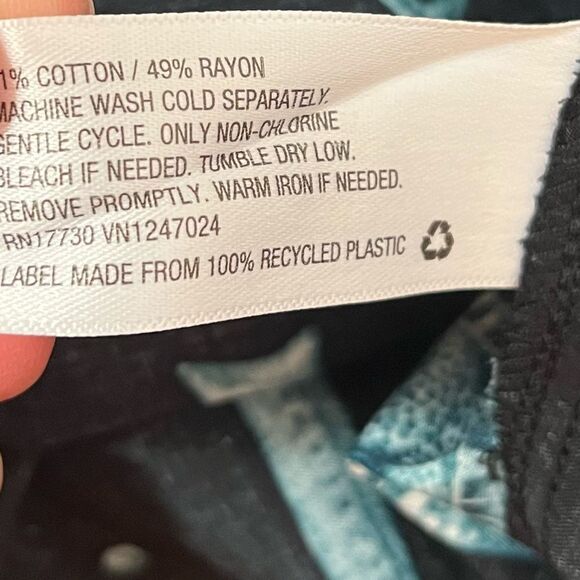 1% COTTON / 49% RAYON
MACHINE WASH COLD SEPARATELY.
GENTLE CYCLE. ONLY NON-CHLORINE
BLEACH IF NEEDED. TUMBLE DRY LOW.
REMOVE PROMPTLY. WARM IRON IF NEEDED.
RN17730 VN1247024
LABEL MADE FROM 100% RECYCLED PLASTIC